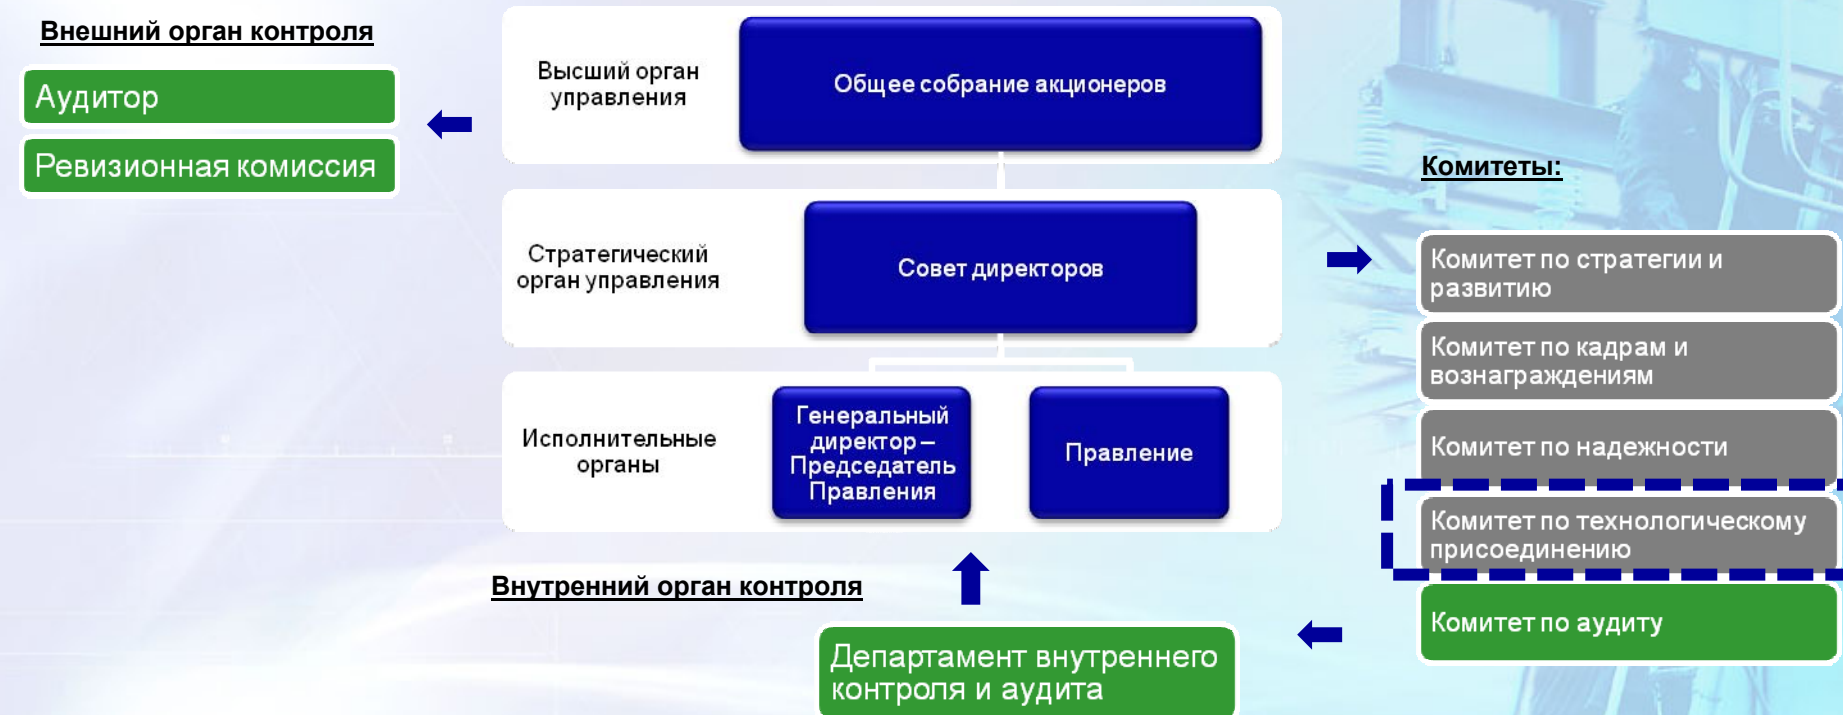 Внешний орган контроля
Аудитор
Ревизионная комиссия
Высший орган
управления
Общее собрание акционеров
Стратегический
орган управления
Совет директоров
Исполнительные
органы
Генеральный
директор –
Председатель
Правления
Правление
Комитеты:
Комитет по стратегии и
развитию
Комитет по кадрам и
вознаграждениям
Комитет по надежности
Комитет по технологическому
присоединению
Комитет по аудиту
Внутренний орган контроля
Департамент внутреннего
контроля и аудита